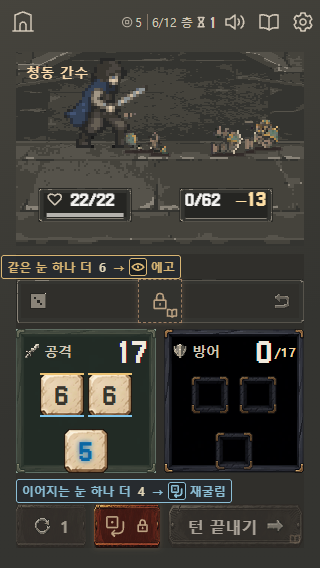 5 6/12 층 1
청동 간수
22/22 0/62 −13
같은 눈 하나 더 6 → 예고
공격 17 방어 0/17
6 6
5
이어지는 눈 하나 더 4 → 재굴림
1 턴 끝내기 →